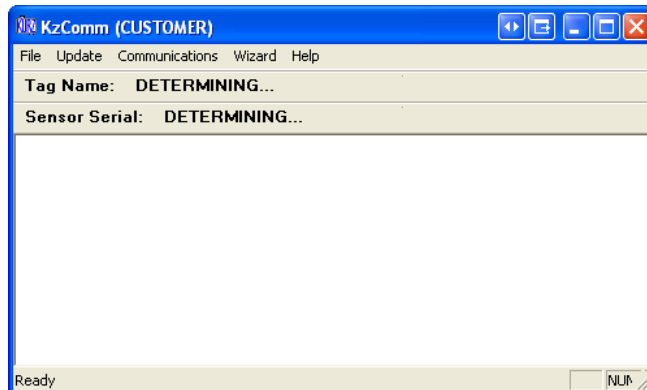 KzComm (CUSTOMER)
File Update Communications Wizard Help
Tag Name: DETERMINING...
Sensor Serial: DETERMINING...
Ready